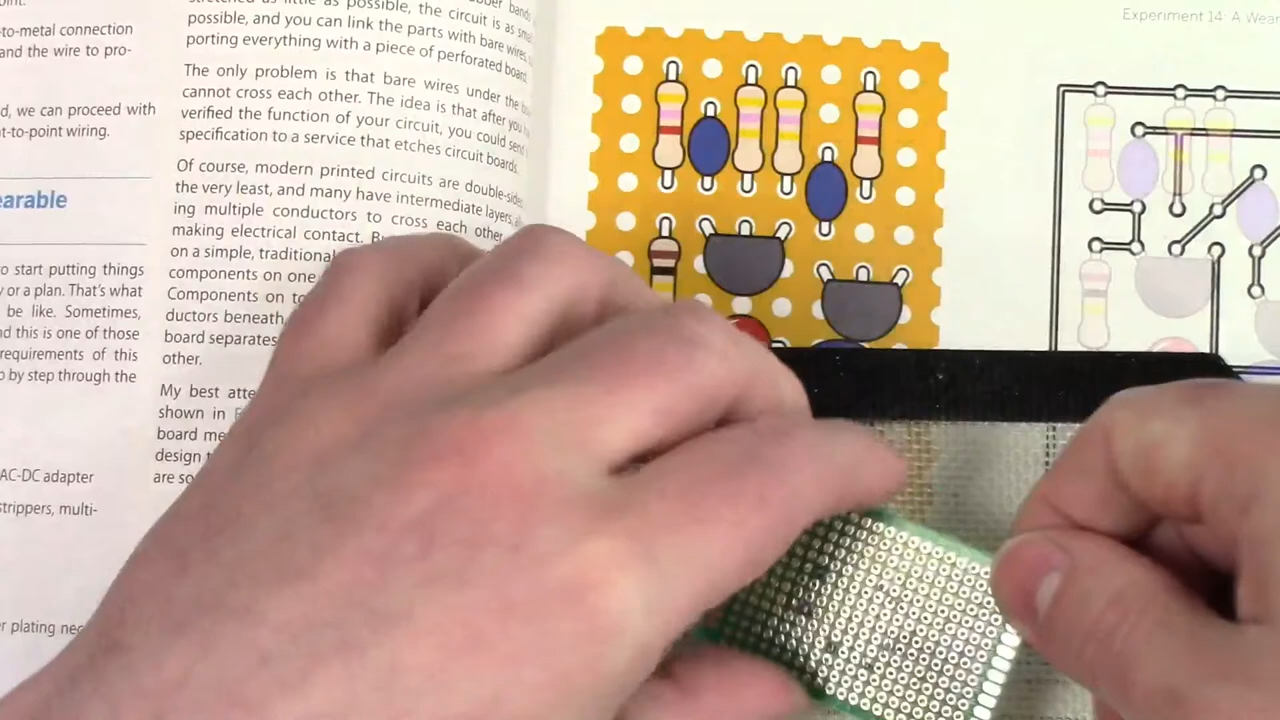 Experiment 14: A Wear
-to-metal connection
and the wire to pro-
d, we can proceed with
nt-to-point wiring.
earable
o start putting things
or a plan. That's what
be like. Sometimes,
nd this is one of those
requirements of this
by step through the
AC-DC adapter
strippers, multi-
r plating nec
stretched as little as possible, the circuit is as
possible, and you can link the parts with bare wires
porting everything with a piece of perforated board
The only problem is that bare wires under the
cannot cross each other. The idea is that after you
verified the function of your circuit, you could send
specification to a service that etches circuit boards.
Of course, modern printed circuits are double-
the very least, and many have intermediate layers,
ing multiple conductors to cross each other
making electrical contact.
on a simple, traditional
components on one
Components on
ductors beneath,
board separates
other.
My best
shown in
board
design
are